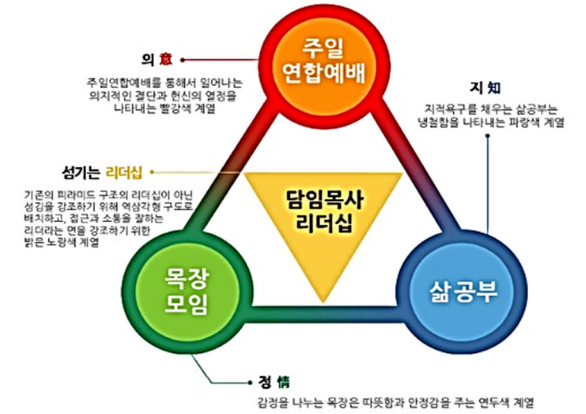 주일
연합예배
의 意
주일연합예배를 통해서 일어나는
의지적인 결단과 헌신의 열정을
나타내는 빨강색 계열
지 知
지적욕구를 채우는 삶공부는
냉철함을 나타내는 파랑색 계열
섬기는 리더십
기존의 피라미드 구조의 리더십이 아닌
섬김을 강조하기 위해 역삼각형 구도로
배치하고, 접근과 소통을 잘하는
리더라는 면을 강조하기 위한
밝은 노랑색 계열
담임목사
리더십
목장
모임
삶공부
정 情
감정을 나누는 목장은 따뜻함과 안정감을 주는 연두색 계열